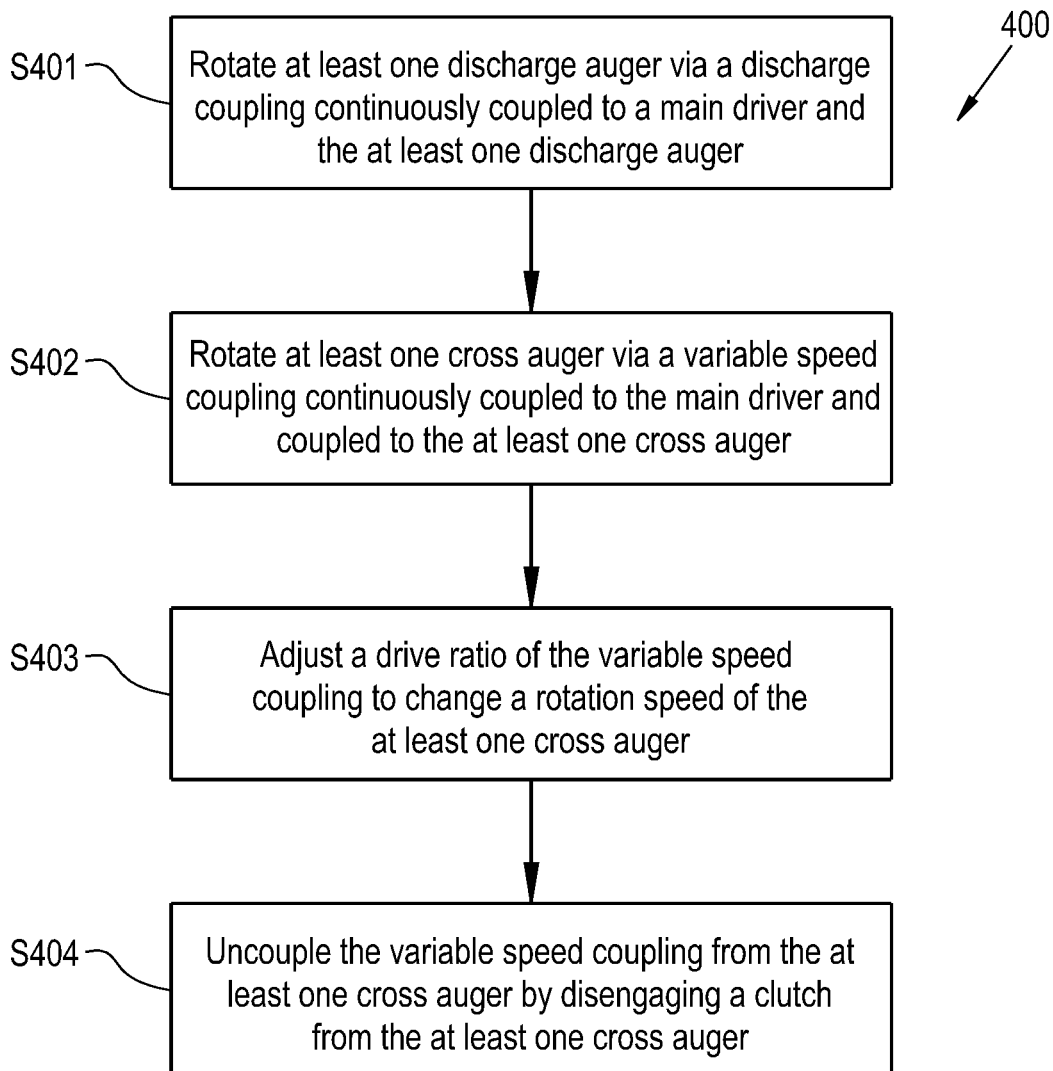 400
S401
Rotate at least one discharge auger via a discharge
coupling continuously coupled to a main driver and
the at least one discharge auger
S402
Rotate at least one cross auger via a variable speed
coupling continuously coupled to the main driver and
coupled to the at least one cross auger
S403
Adjust a drive ratio of the variable speed
coupling to change a rotation speed of the
at least one cross auger
S404
Uncouple the variable speed coupling from the at
least one cross auger by disengaging a clutch
from the at least one cross auger